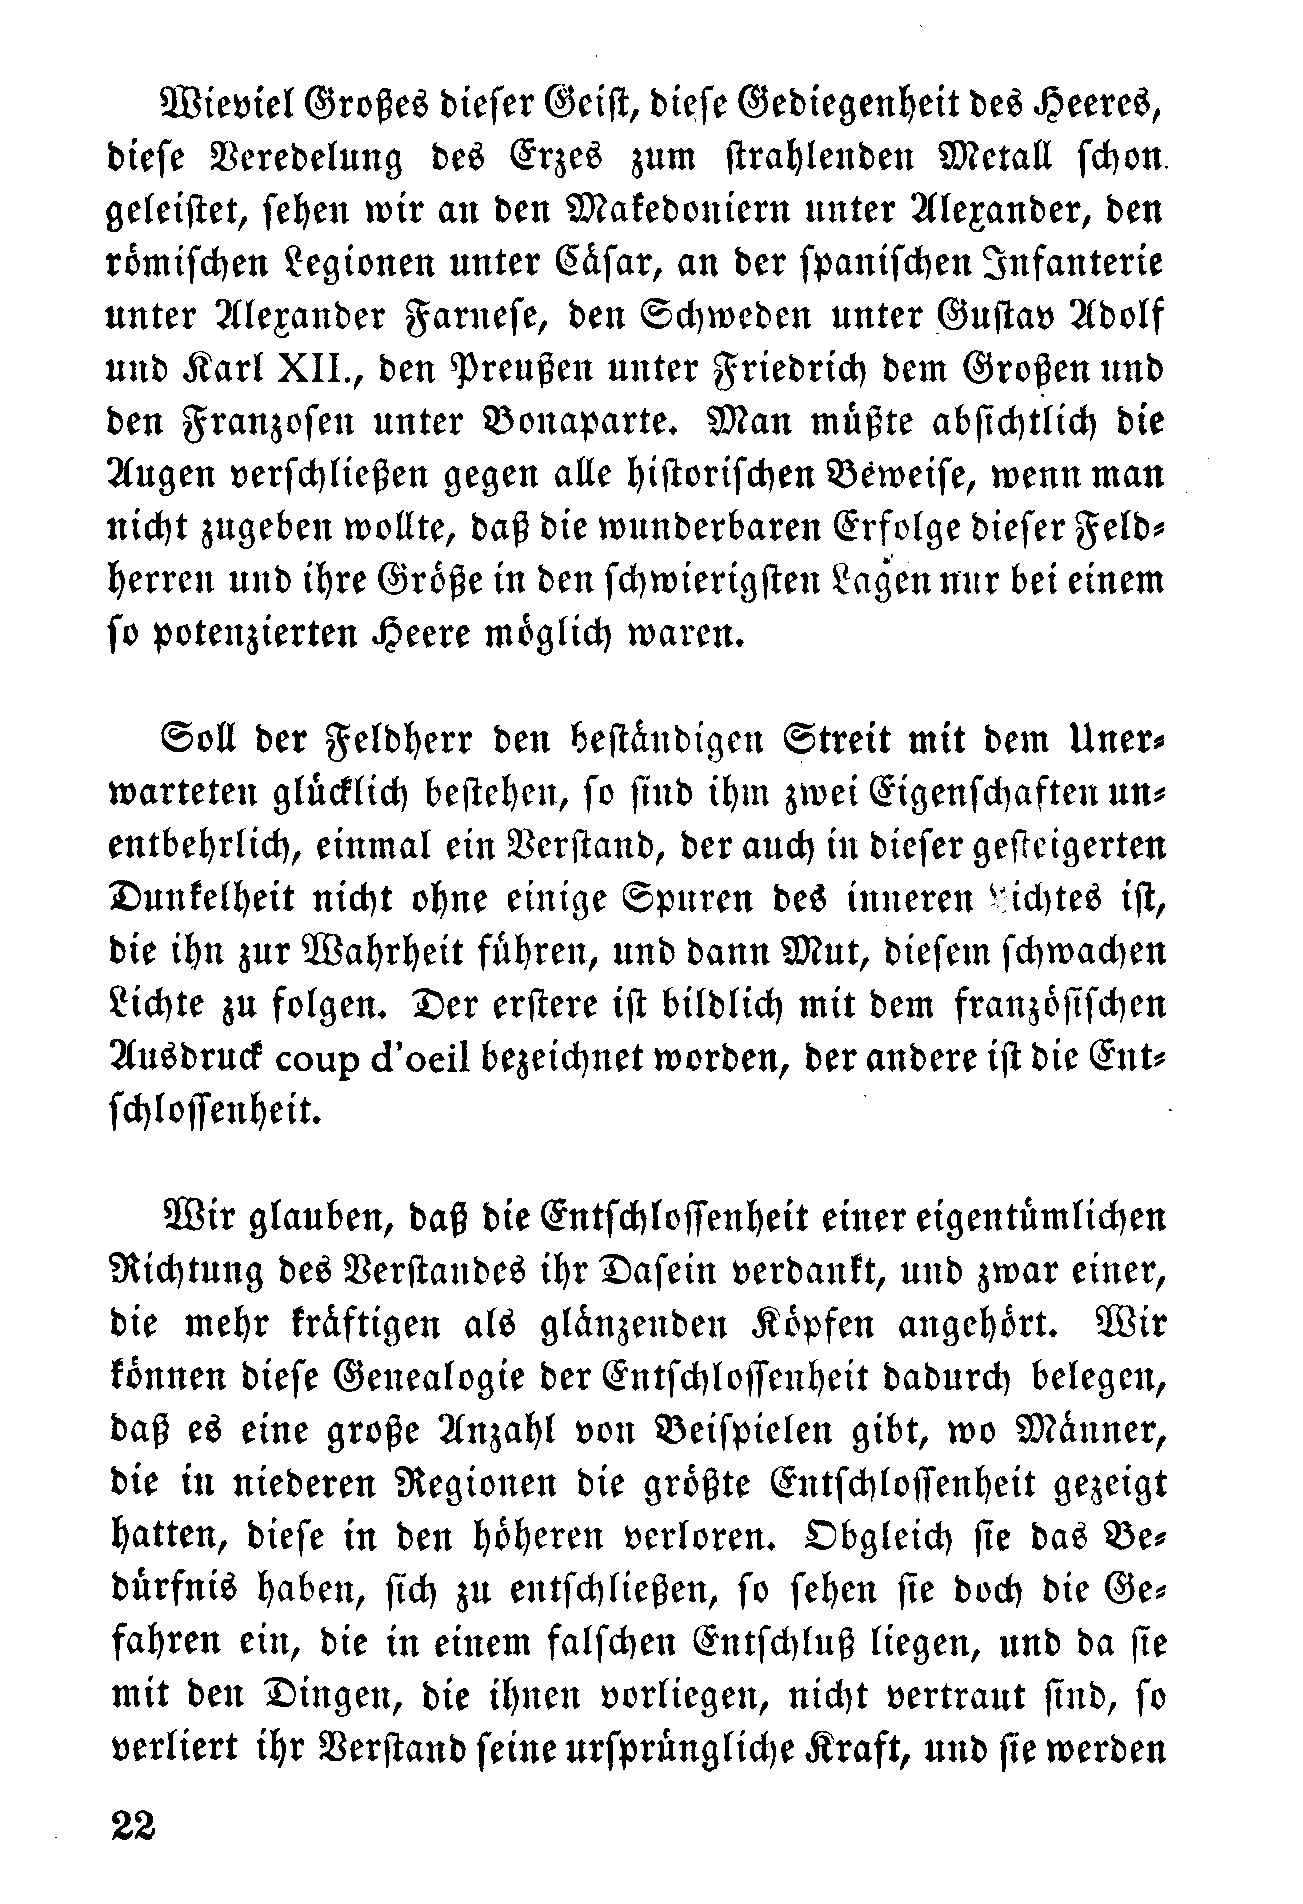 Wieviel Großes dieser Geist, diese Gediegenheit des Heeres,
diese Veredelung des Erzes zum strahlenden Metall schon
geleistet, sehen wir an den Makedoniern unter Alexander, den
römischen Legionen unter Cäsar, an der spanischen Infanterie
unter Alexander Farnese, den Schweden unter Gustav Adolf
und Karl XII., den Preußen unter Friedrich dem Großen und
den Franzosen unter Bonaparte. Man müßte absichtlich die
Augen verschließen gegen alle historischen Beweise, wenn man
nicht zugeben wollte, daß die wunderbaren Erfolge dieser Feld-
herren und ihre Größe in den schwierigsten Lagen nur bei einem
so potenzierten Heere möglich waren.
Soll der Feldherr den beständigen Streit mit dem Uner-
warteten glücklich bestehen, so sind ihm zwei Eigenschaften un-
entbehrlich, einmal ein Verstand, der auch in dieser gesteigerten
Dunkelheit nicht ohne einige Spuren des inneren Lichtes ist,
die ihn zur Wahrheit führen, und dann Mut, diesem schwachen
Lichte zu folgen. Der erstere ist bildlich mit dem französischen
Ausdruck coup d'oeil bezeichnet worden, der andere ist die Ent-
schlossenheit.
Wir glauben, daß die Entschlossenheit einer eigentümlichen
Richtung des Verstandes ihr Dasein verdankt, und zwar einer,
die mehr kräftigen als glänzenden Köpfen angehört. Wir
können diese Genealogie der Entschlossenheit dadurch belegen,
daß es eine große Anzahl von Beispielen gibt, wo Männer,
die in niederen Regionen die größte Entschlossenheit gezeigt
hatten, diese in den höheren verloren. Obgleich sie das Be-
dürfnis haben, sich zu entschließen, so sehen sie doch die Ge-
fahren ein, die in einem falschen Entschluß liegen, und da sie
mit den Dingen, die ihnen vorliegen, nicht vertraut sind, so
verliert ihr Verstand seine ursprüngliche Kraft, und sie werden
22